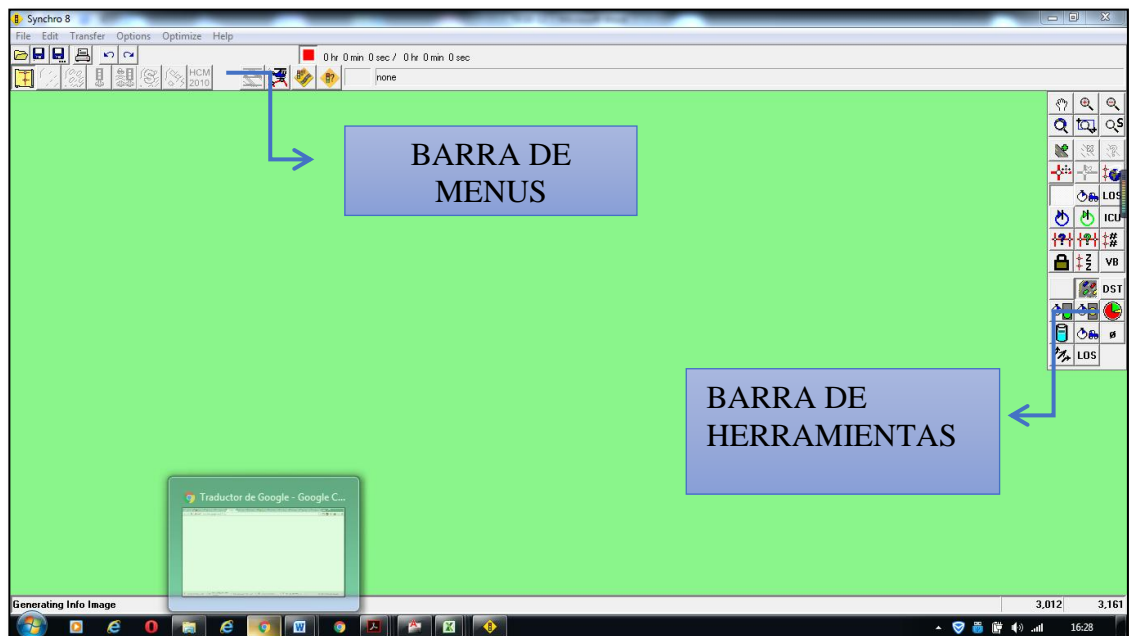 Synchro 8
File Edit Transfer Options Optimize Help
0 hr 0 min 0 sec / 0 hr 0 min 0 sec
HCM
2010
none
BARRA DE
MENUS
S
LOS
ICU
##
Z
Z
VB
DST
ø
LOS
BARRA DE
HERRAMIENTAS
Traductor de Google - Google C...
Generating Info Image
3,012 3,161
16:28